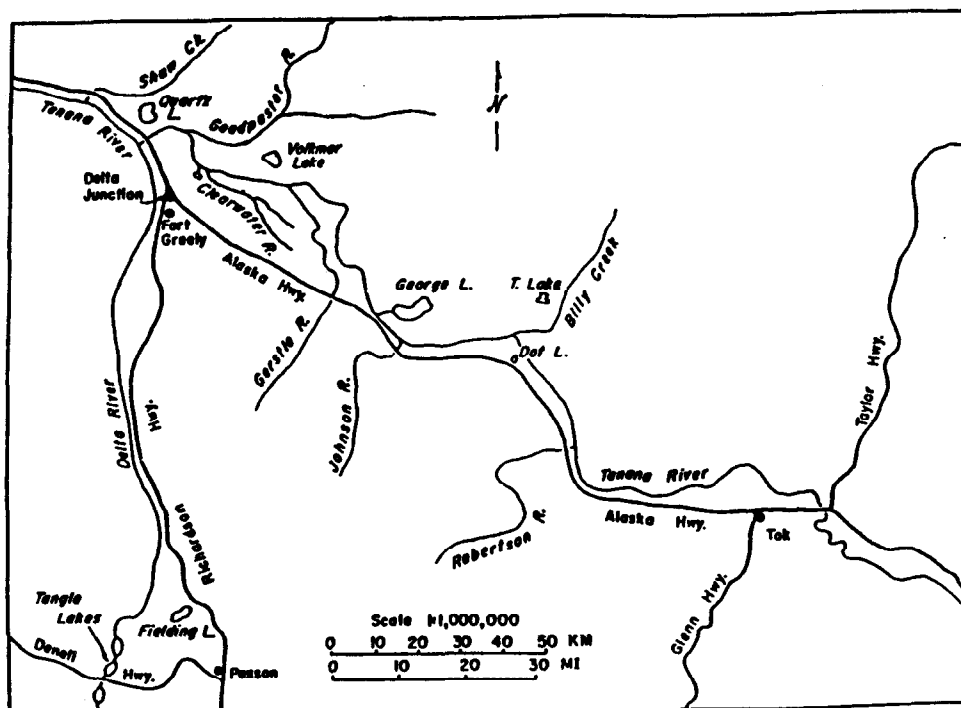 Shaw Ck
Quartz
L.
Goodpaster R.
N
Tanana River
Volkmar
Lake
Delta
Junction
Clearwater R.
Fort
Greely
Alaska Hwy.
George L.
T. Lake
Billy Creek
Dot L.
Gerstle R.
Johnson R.
Taylor Hwy.
Delta River
Hwy.
Richardson
Tanana River
Alaska Hwy.
Tok
Robertson R.
Glenn Hwy.
Tangle
Lakes
Fielding L.
Denali
Hwy.
Paxson
Scale 1:1,000,000
0 10 20 30 40 50 KM
0 10 20 30 MI